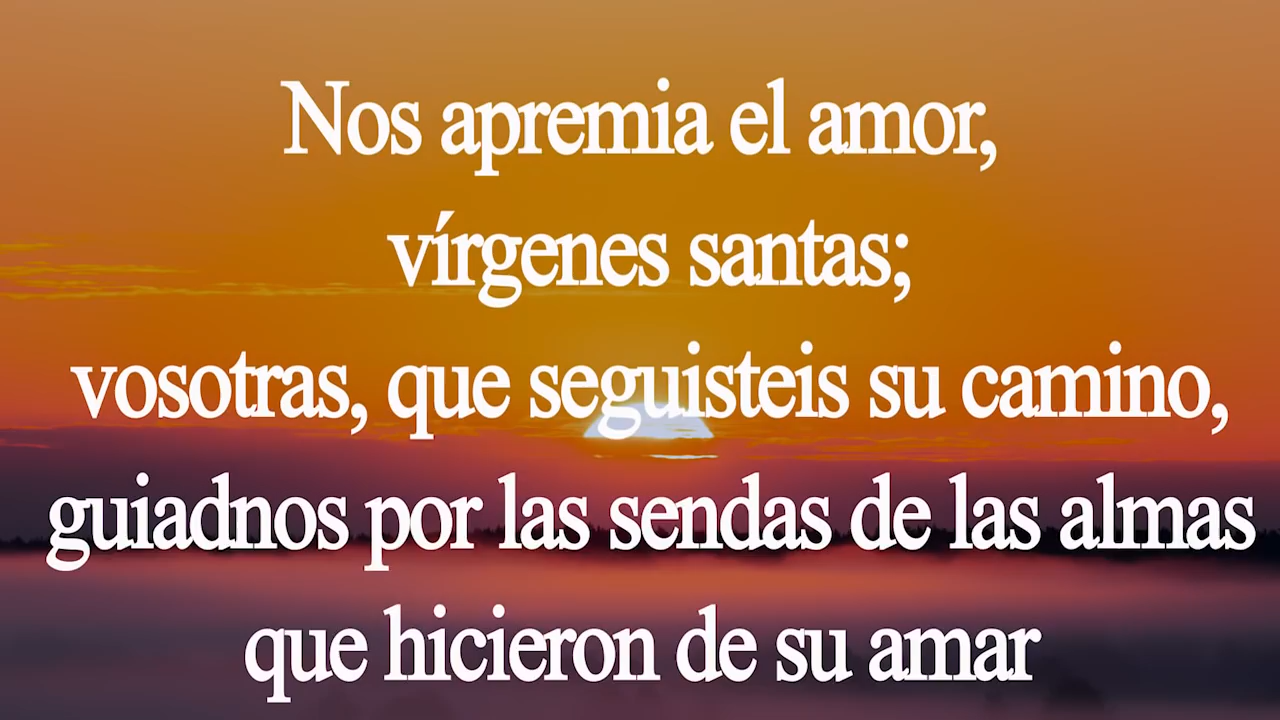 Nos apremia el amor,
vírgenes santas;
vosotras, que seguisteis su camino,
guiadnos por las sendas de las almas
que hicieron de su amar